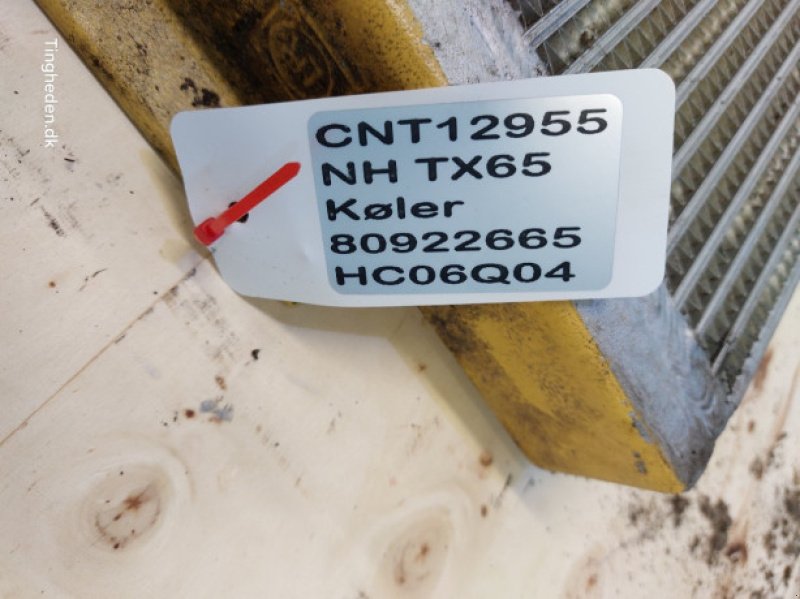 Tingheden.dk
CNT12955
NH TX65
Køler
80922665
HC06Q04